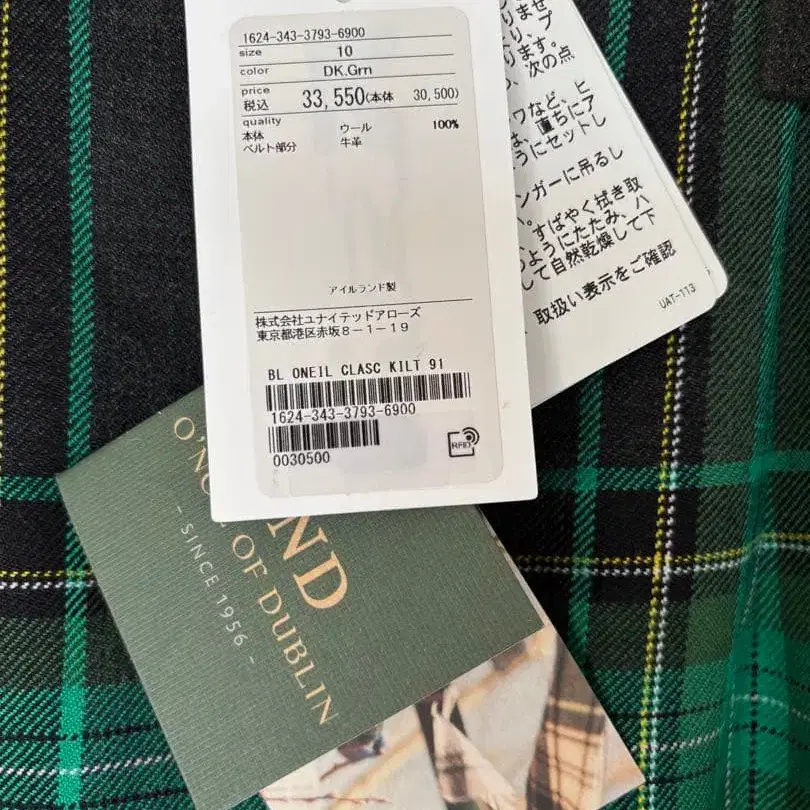 1624-343-3793-6900
size 10
color DK.Grn
price
税込 33,550(本体 30,500)
quality
本体 ウール 100%
ベルト部分 牛革
アイルランド製
株式会社ユナイテッドアローズ
東京都港区赤坂8-1-19
BL ONEIL CLASC KILT 91
1624-343-3793-6900
0030500
RFID
ります。
、次の点
ワなど、ヒ
は、直ちにア
ようにセットし
ンガーに吊るし
すばやく拭き取
のようにたたみ、ハ
して自然乾燥して下
取扱い表示をご確認
UAT-113
ND
OF DUBLIN
- SINCE 1956 -